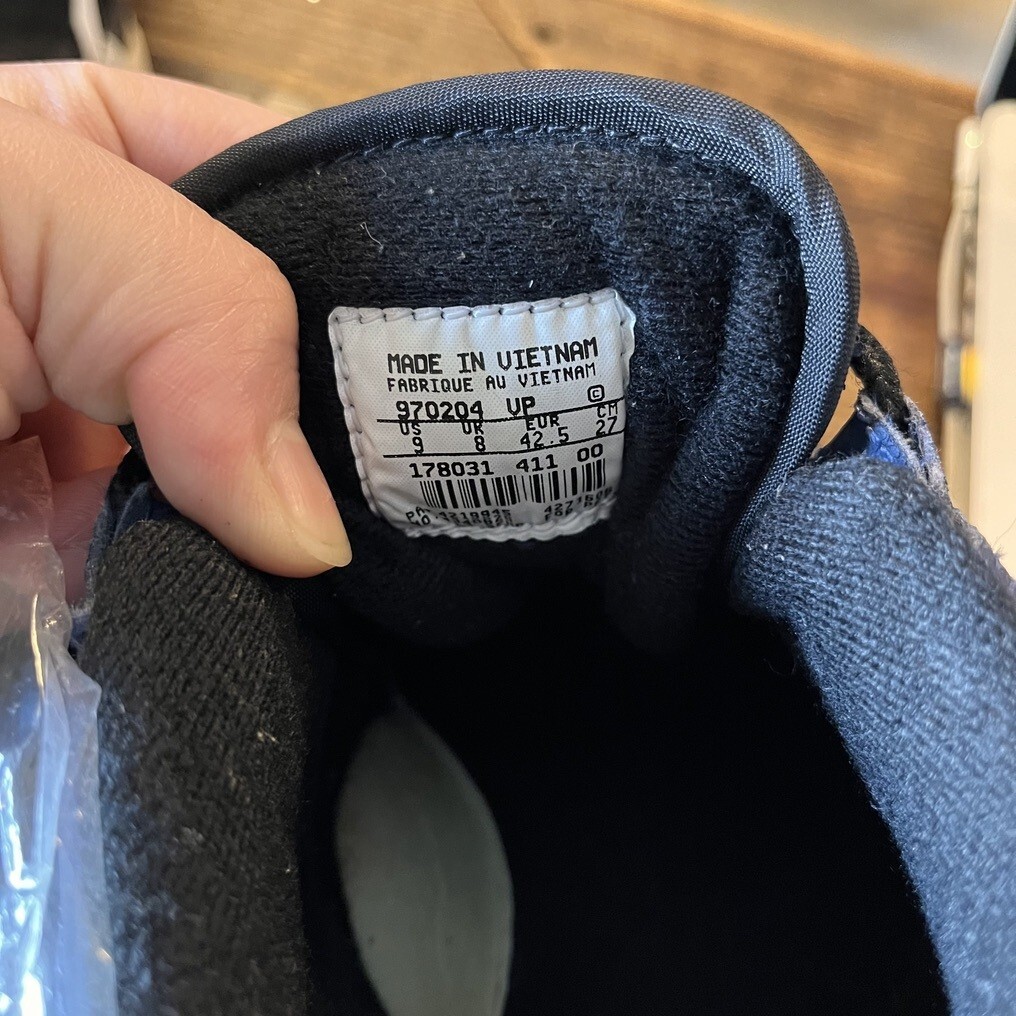 MADE IN VIETNAM
FABRIQUE AU VIETNAM
970204 VP ©
US UK EUR CM
9 8 42.5 27
178031 411 00